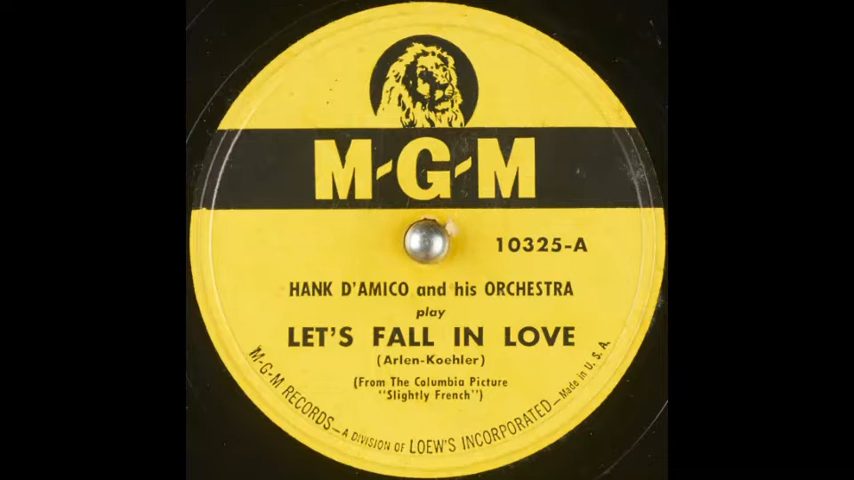 M-G-M
10325-A
HANK D'AMICO and his ORCHESTRA
play
LET'S FALL IN LOVE
(Arlen-Koehler)
(From The Columbia Picture
"Slightly French")
M-G-M RECORDS—A DIVISION OF LOEW'S INCORPORATED—Made in U. S. A.